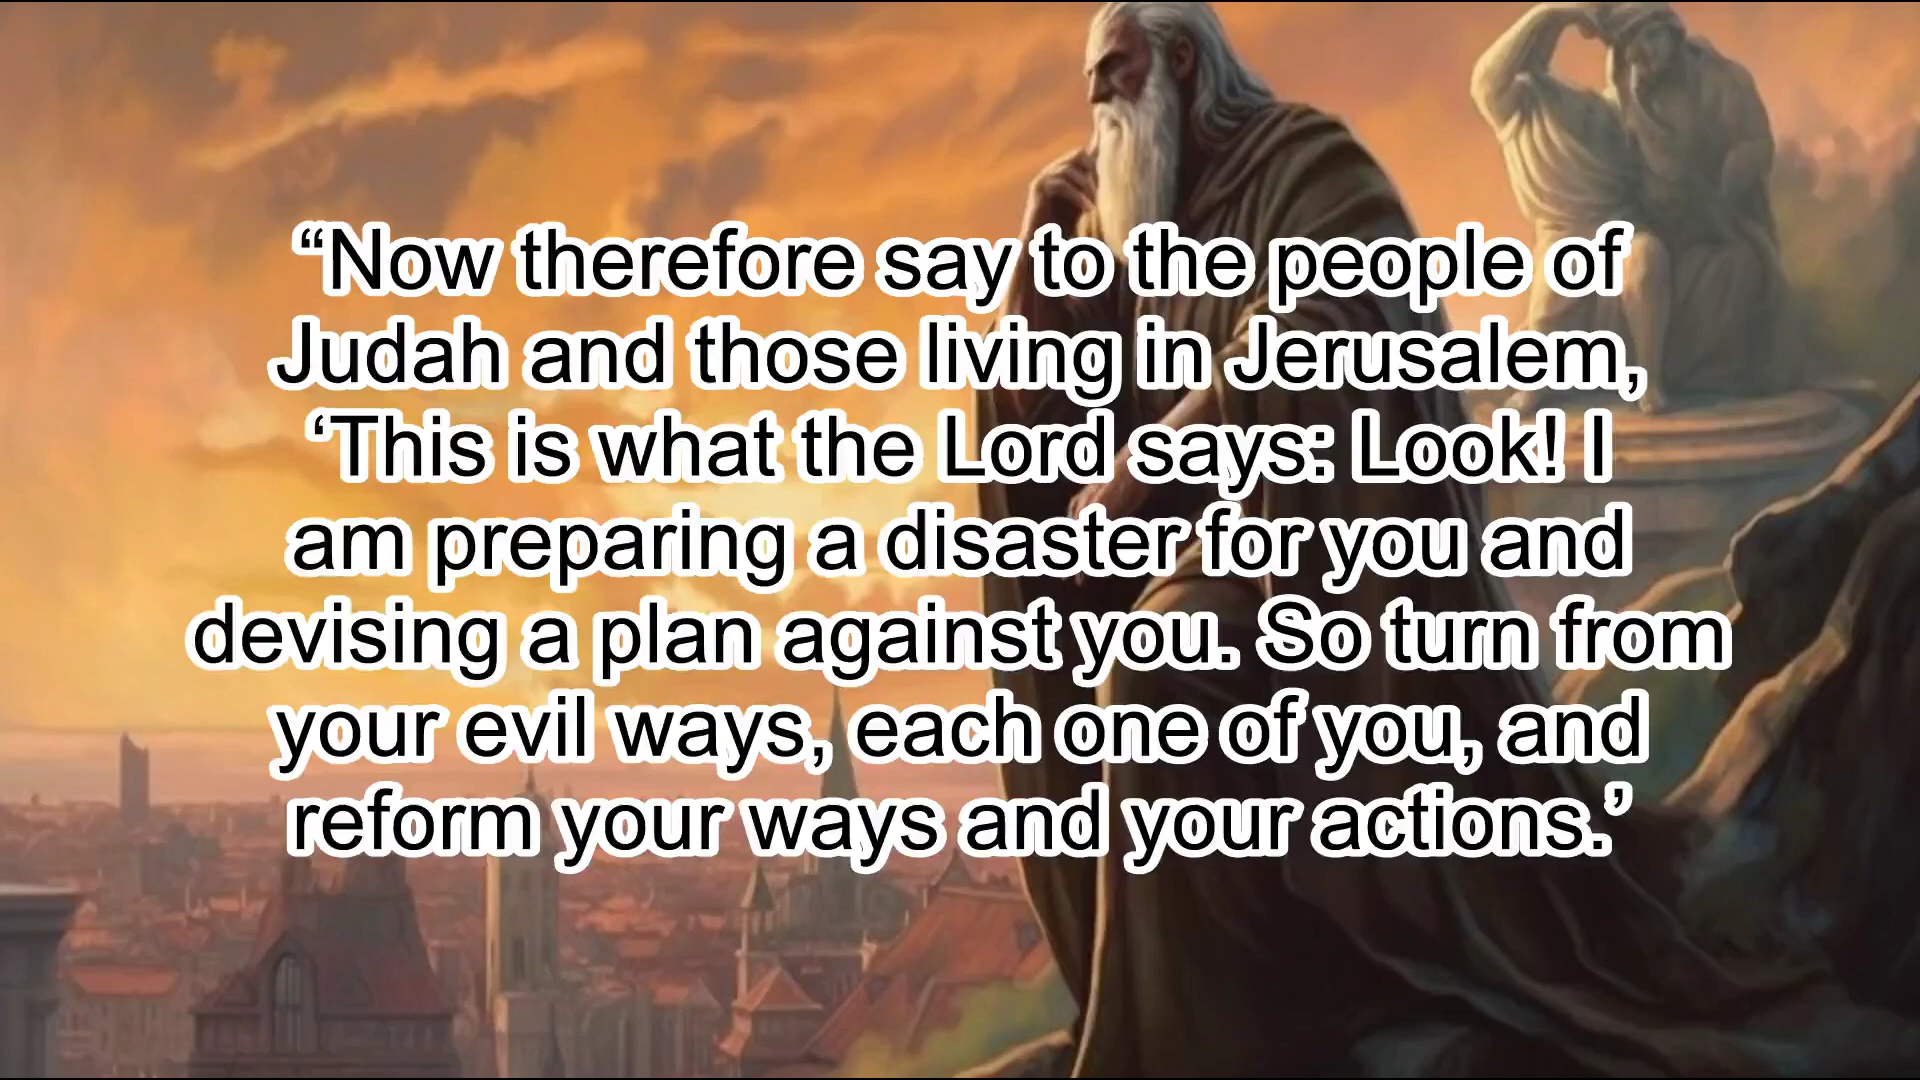 “Now therefore say to the people of
Judah and those living in Jerusalem,
‘This is what the Lord says: Look! I
am preparing a disaster for you and
devising a plan against you. So turn from
your evil ways, each one of you, and
reform your ways and your actions.’